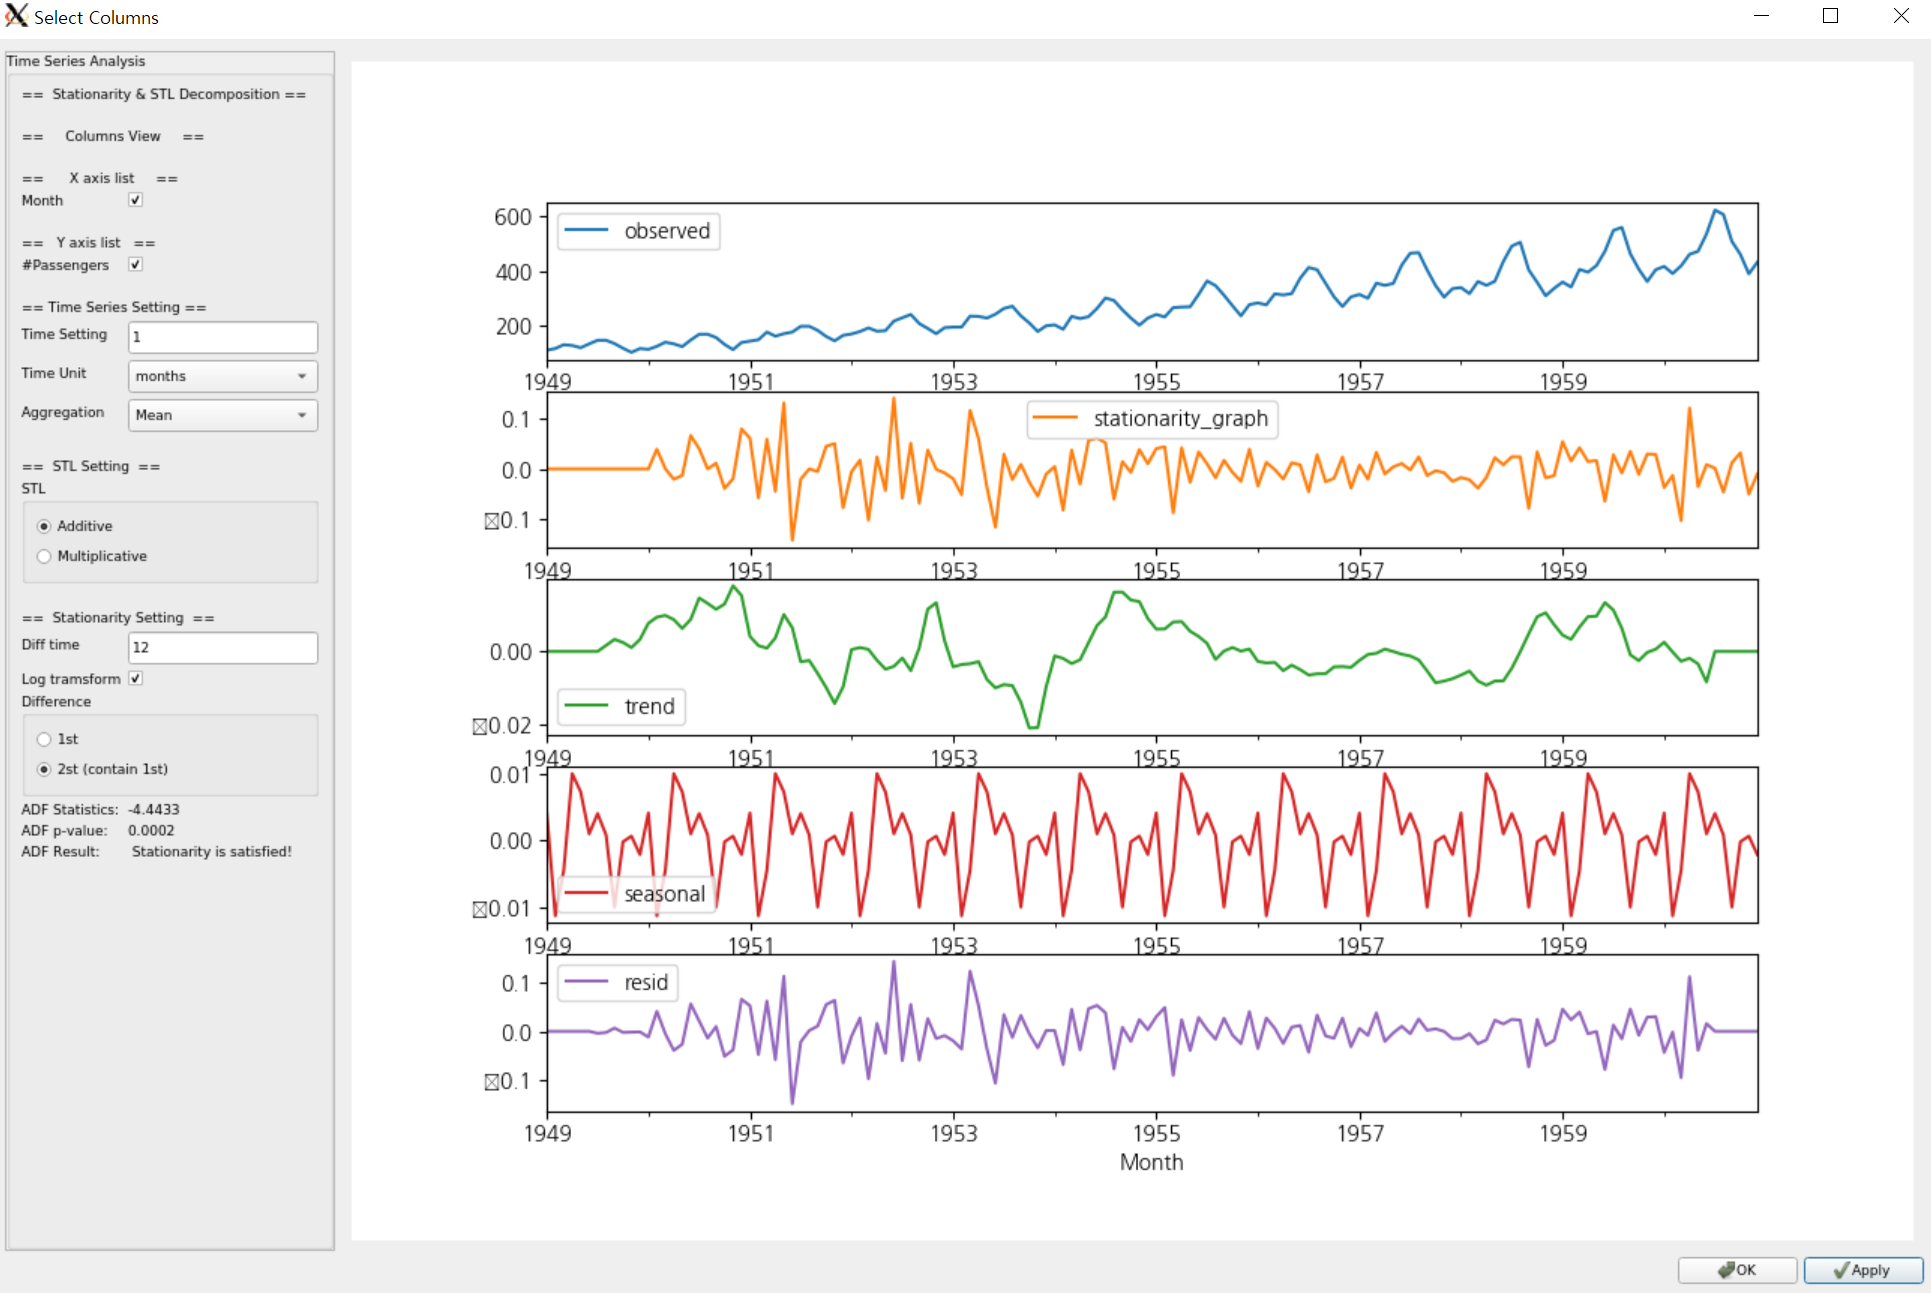 Select Columns
Time Series Analysis
== Stationarity & STL Decomposition ==
== Columns View ==
== X axis list ==
Month
== Y axis list ==
#Passengers
== Time Series Setting ==
Time Setting 1
Time Unit months
Aggregation Mean
== STL Setting ==
STL
Additive
Multiplicative
== Stationarity Setting ==
Diff time 12
Log tramsform
Difference
1st
2st (contain 1st)
ADF Statistics: -4.4433
ADF p-value: 0.0002
ADF Result: Stationarity is satisfied!
600
400
200
observed
1949 1951 1953 1955 1957 1959
0.1
0.0
☒0.1
stationarity_graph
1949 1951 1953 1955 1957 1959
0.00
☒0.02
trend
1949 1951 1953 1955 1957 1959
0.01
0.00
☒0.01
seasonal
1949 1951 1953 1955 1957 1959
0.1
0.0
☒0.1
resid
1949 1951 1953 1955 1957 1959
Month
OK
Apply